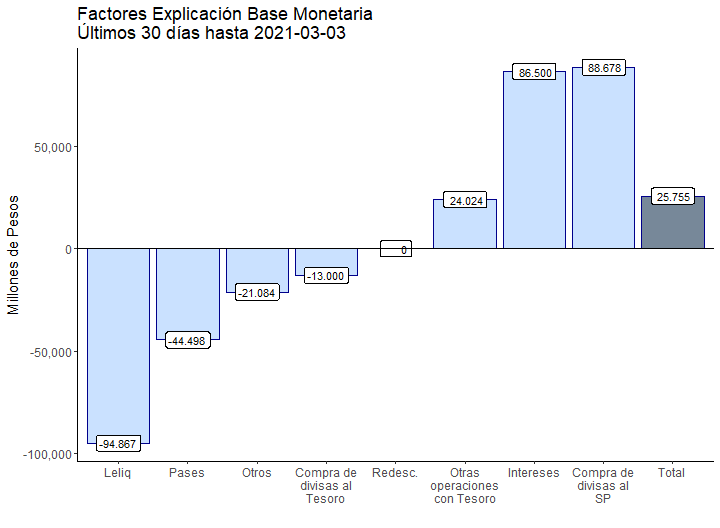 Factores Explicación Base Monetaria
Últimos 30 días hasta 2021-03-03
Millones de Pesos
50,000
0
-50,000
-100,000
-94.867
-44.498
-21.084
-13.000
0
24.024
86.500
88.678
25.755
Leliq
Pases
Otros
Compra de
divisas al
Tesoro
Redesc.
Otras
operaciones
con Tesoro
Intereses
Compra de
divisas al
SP
Total